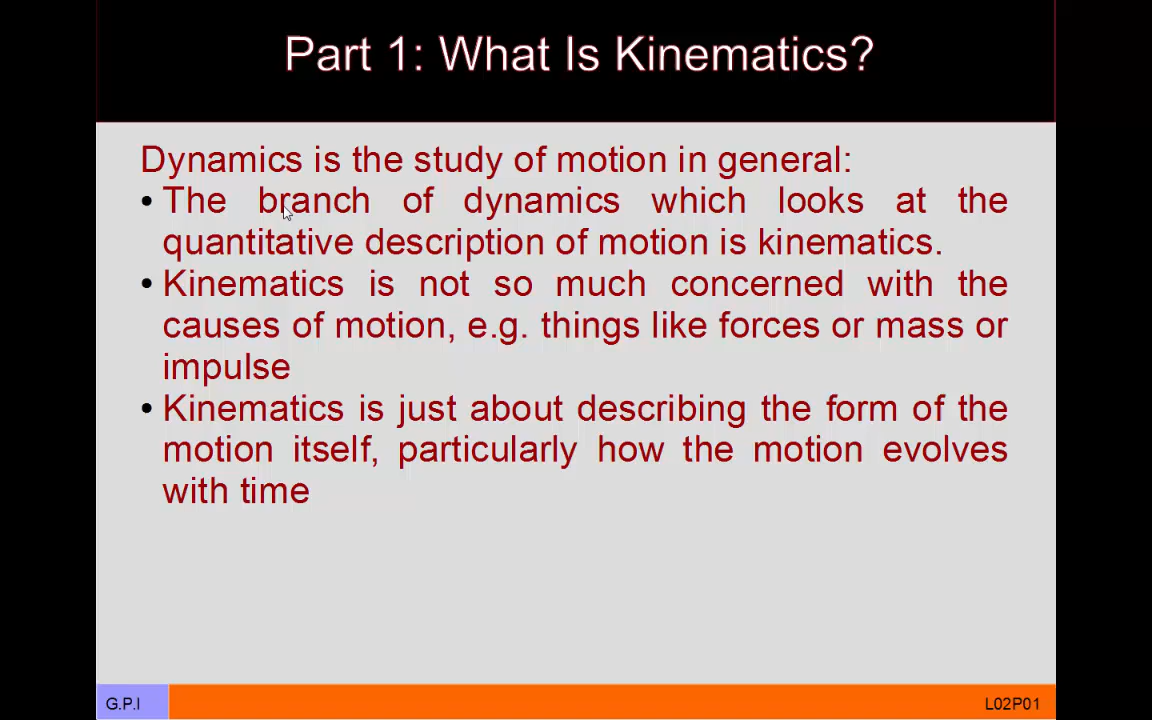 Part 1: What Is Kinematics?
Dynamics is the study of motion in general:
• The branch of dynamics which looks at the
quantitative description of motion is kinematics.
• Kinematics is not so much concerned with the
causes of motion, e.g. things like forces or mass or
impulse
• Kinematics is just about describing the form of the
motion itself, particularly how the motion evolves
with time
G.P.I
L02P01